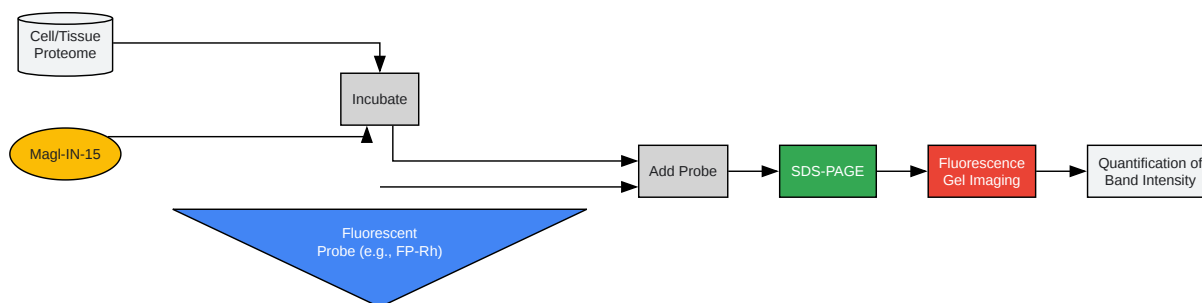 Cell/Tissue
Proteome
Incubate
Magl-IN-15
Add Probe
SDS-PAGE
Fluorescence
Gel Imaging
Quantification of
Band Intensity
Fluorescent
Probe (e.g., FP-Rh)